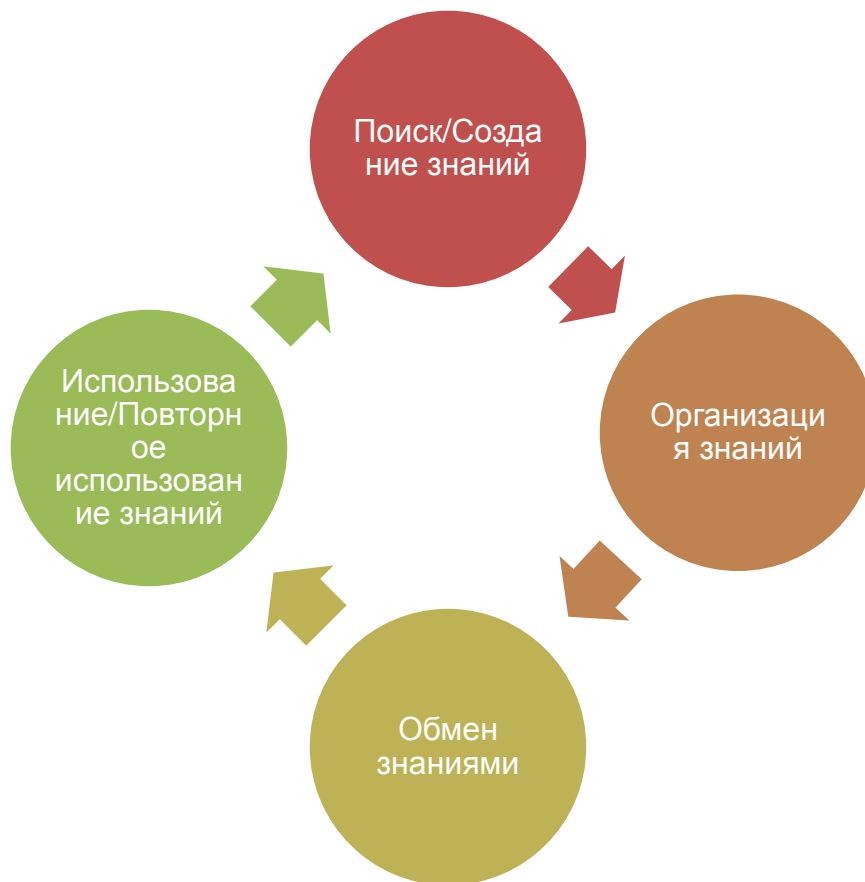 Поиск/Созда
ние знаний
Организаци
я знаний
Обмен
знаниями
Использова
ние/Повторн
ое
использован
ие знаний